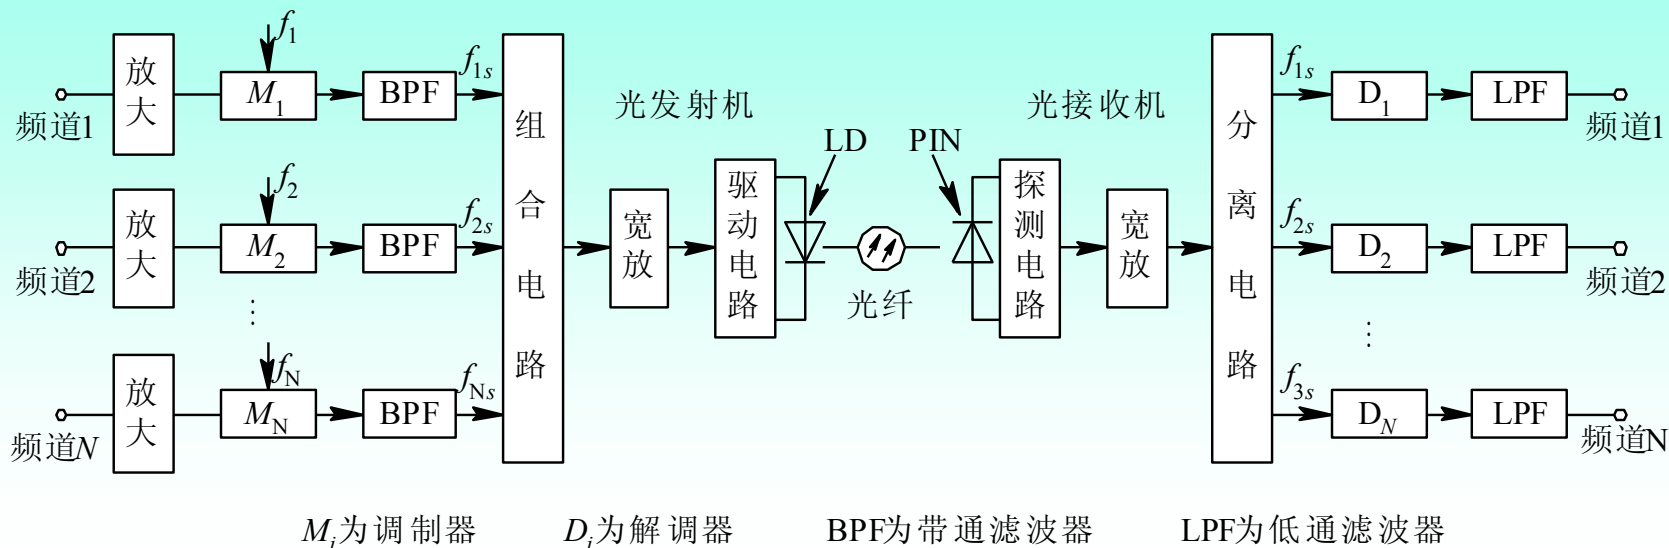 放大
f1
M1
BPF
f1s
频道1
放大
f2
M2
BPF
f2s
频道2
⋮
放大
fN
MN
BPF
fNs
频道N
组合电路
光发射机
宽放
驱动电路
LD
光纤
PIN
光接收机
探测电路
宽放
分离电路
f1s
D1
LPF
频道1
f2s
D2
LPF
频道2
⋮
f3s
DN
LPF
频道N
Mi为调制器 Di为解调器 BPF为带通滤波器 LPF为低通滤波器